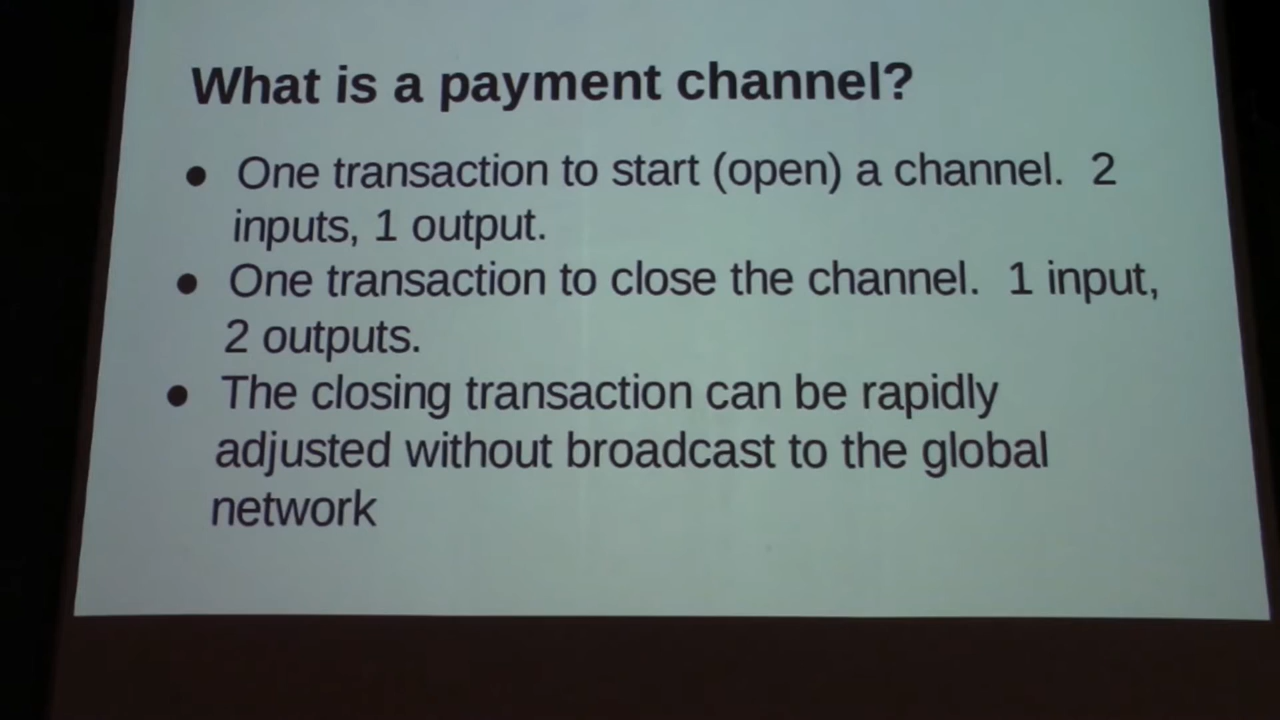 What is a payment channel?
● One transaction to start (open) a channel.  2
inputs, 1 output.
● One transaction to close the channel.  1 input,
2 outputs.
● The closing transaction can be rapidly
adjusted without broadcast to the global
network